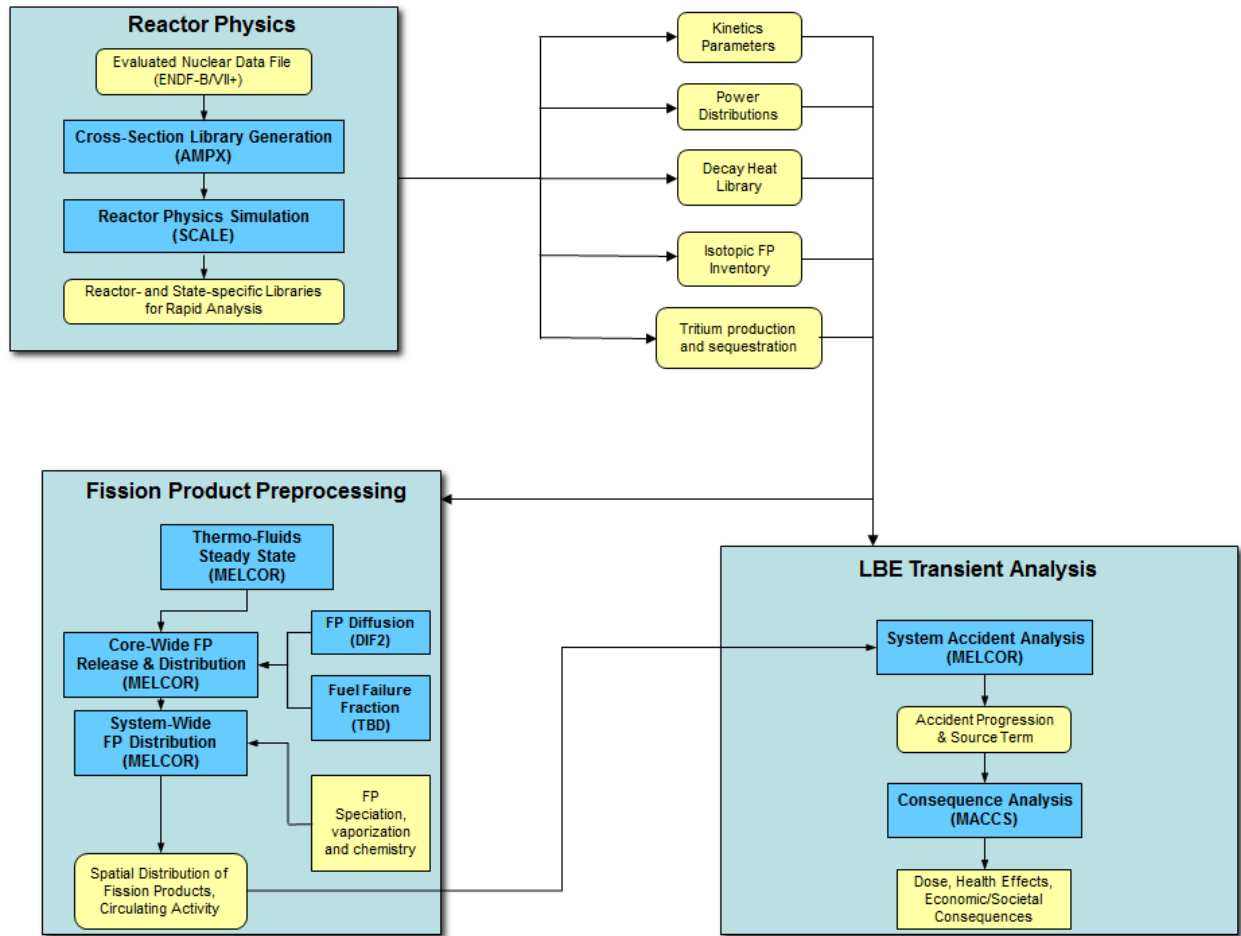 Reactor Physics
Evaluated Nuclear Data File
(ENDF-B/VII+)
Cross-Section Library Generation
(AMPX)
Reactor Physics Simulation
(SCALE)
Reactor- and State-specific Libraries
for Rapid Analysis
Kinetics
Parameters
Power
Distributions
Decay Heat
Library
Isotopic FP
Inventory
Tritium production
and sequestration
Fission Product Preprocessing
Thermo-Fluids
Steady State
(MELCOR)
Core-Wide FP
Release & Distribution
(MELCOR)
FP Diffusion
(DIF2)
Fuel Failure
Fraction
(TBD)
System-Wide
FP Distribution
(MELCOR)
FP
Speciation,
vaporization
and chemistry
Spatial Distribution of
Fission Products,
Circulating Activity
LBE Transient Analysis
System Accident Analysis
(MELCOR)
Accident Progression
& Source Term
Consequence Analysis
(MACCS)
Dose, Health Effects,
Economic/Societal
Consequences